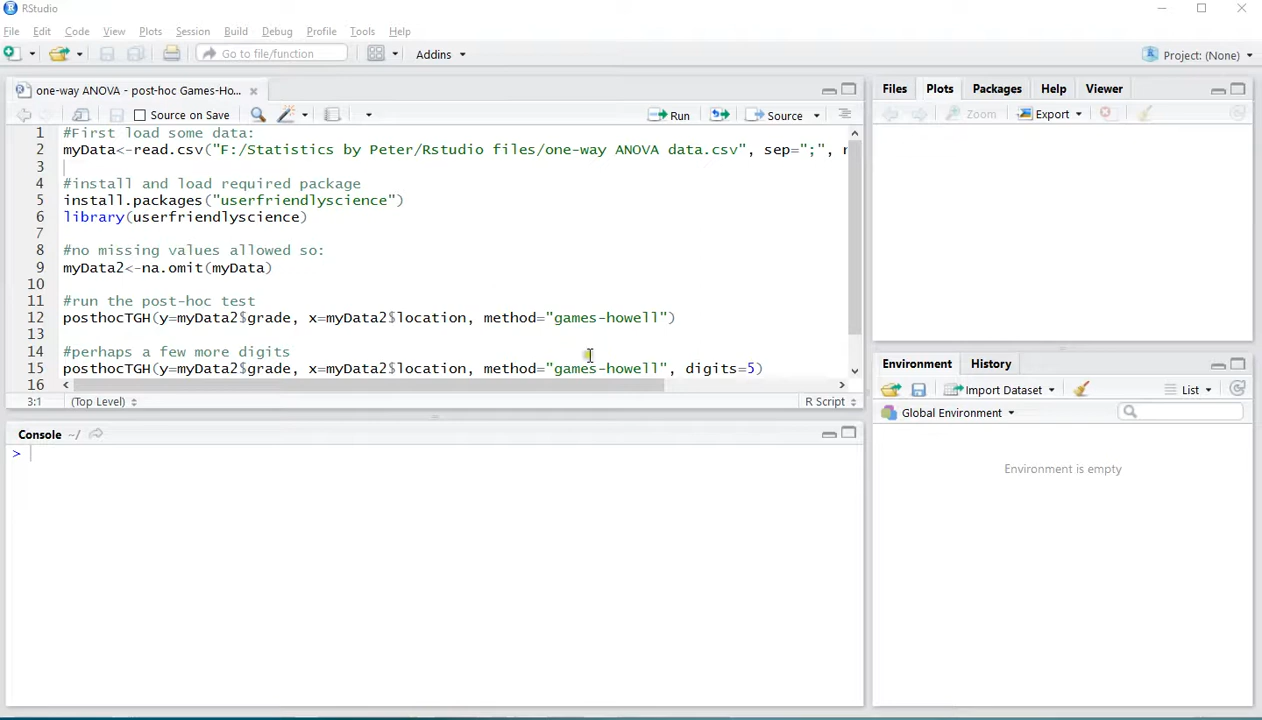 RStudio
File Edit Code View Plots Session Build Debug Profile Tools Help
Go to file/function Addins Project: (None)
one-way ANOVA - post-hoc Games-Ho...
Source on Save Run Source
1 #First load some data:
2 myData<-read.csv("F:/Statistics by Peter/Rstudio files/one-way ANOVA data.csv", sep=";",
3
4 #install and load required package
5 install.packages("userfriendlyscience")
6 library(userfriendlyscience)
7
8 #no missing values allowed so:
9 myData2<-na.omit(myData)
10
11 #run the post-hoc test
12 posthocTGH(y=myData2$grade, x=myData2$location, method="games-howell")
13
14 #perhaps a few more digits
15 posthocTGH(y=myData2$grade, x=myData2$location, method="games-howell", digits=5)
16
3:1 (Top Level) R Script
Console ~/
>
Files Plots Packages Help Viewer
Zoom Export
Environment History
Import Dataset List
Global Environment
Environment is empty